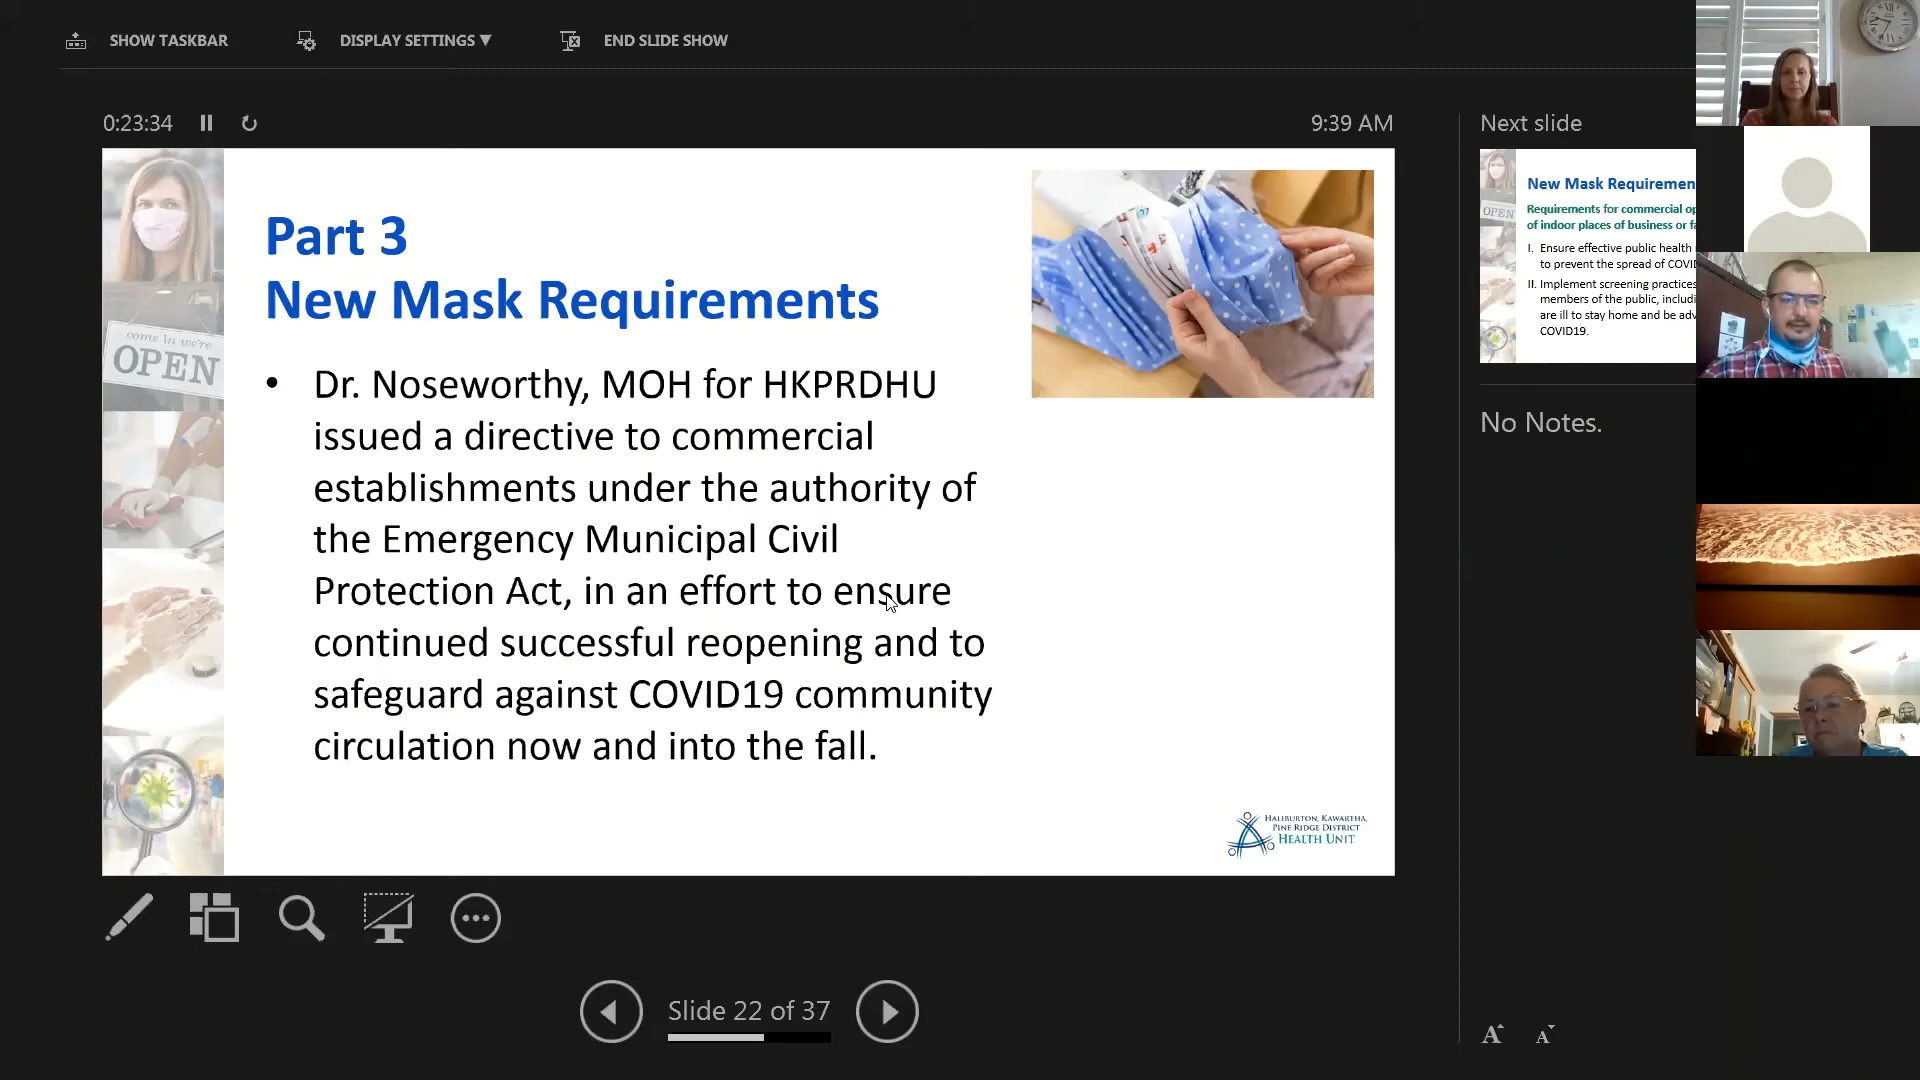 SHOW TASKBAR
DISPLAY SETTINGS ▼
END SLIDE SHOW
0:23:34
9:39 AM
Next slide
come in we're
OPEN
Part 3
New Mask Requirements
• Dr. Noseworthy, MOH for HKPRDHU
issued a directive to commercial
establishments under the authority of
the Emergency Municipal Civil
Protection Act, in an effort to ensure
continued successful reopening and to
safeguard against COVID19 community
circulation now and into the fall.
HALIBURTON, KAWARTHA,
PINE RIDGE DISTRICT
HEALTH UNIT
OPEN
New Mask Requiremen
Requirements for commercial op
of indoor places of business or fa
I. Ensure effective public health
to prevent the spread of COVID
II. Implement screening practices
members of the public, includi
are ill to stay home and be adv
COVID19.
No Notes.
Slide 22 of 37
A A